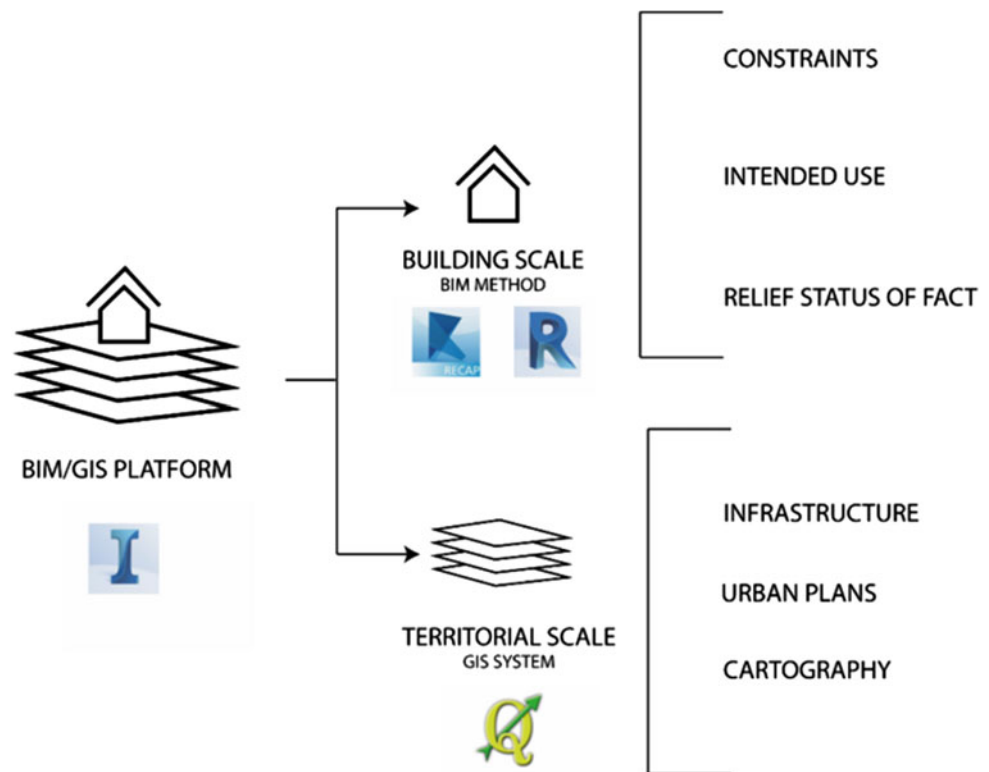 BIM/GIS PLATFORM
I
BUILDING SCALE
BIM METHOD
RECAP
R
TERRITORIAL SCALE
GIS SYSTEM
Q
CONSTRAINTS
INTENDED USE
RELIEF STATUS OF FACT
INFRASTRUCTURE
URBAN PLANS
CARTOGRAPHY